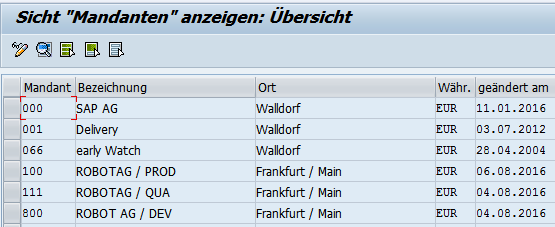 Sicht "Mandanten" anzeigen: Übersicht
Mandant Bezeichnung Ort Währ. geändert am
000 SAP AG Walldorf EUR 11.01.2016
001 Delivery Walldorf EUR 03.07.2012
066 early Watch Walldorf EUR 28.04.2004
100 ROBOTAG / PROD Frankfurt / Main EUR 06.08.2016
111 ROBOTAG / QUA Frankfurt / Main EUR 04.08.2016
800 ROBOT AG / DEV Frankfurt / Main EUR 04.08.2016